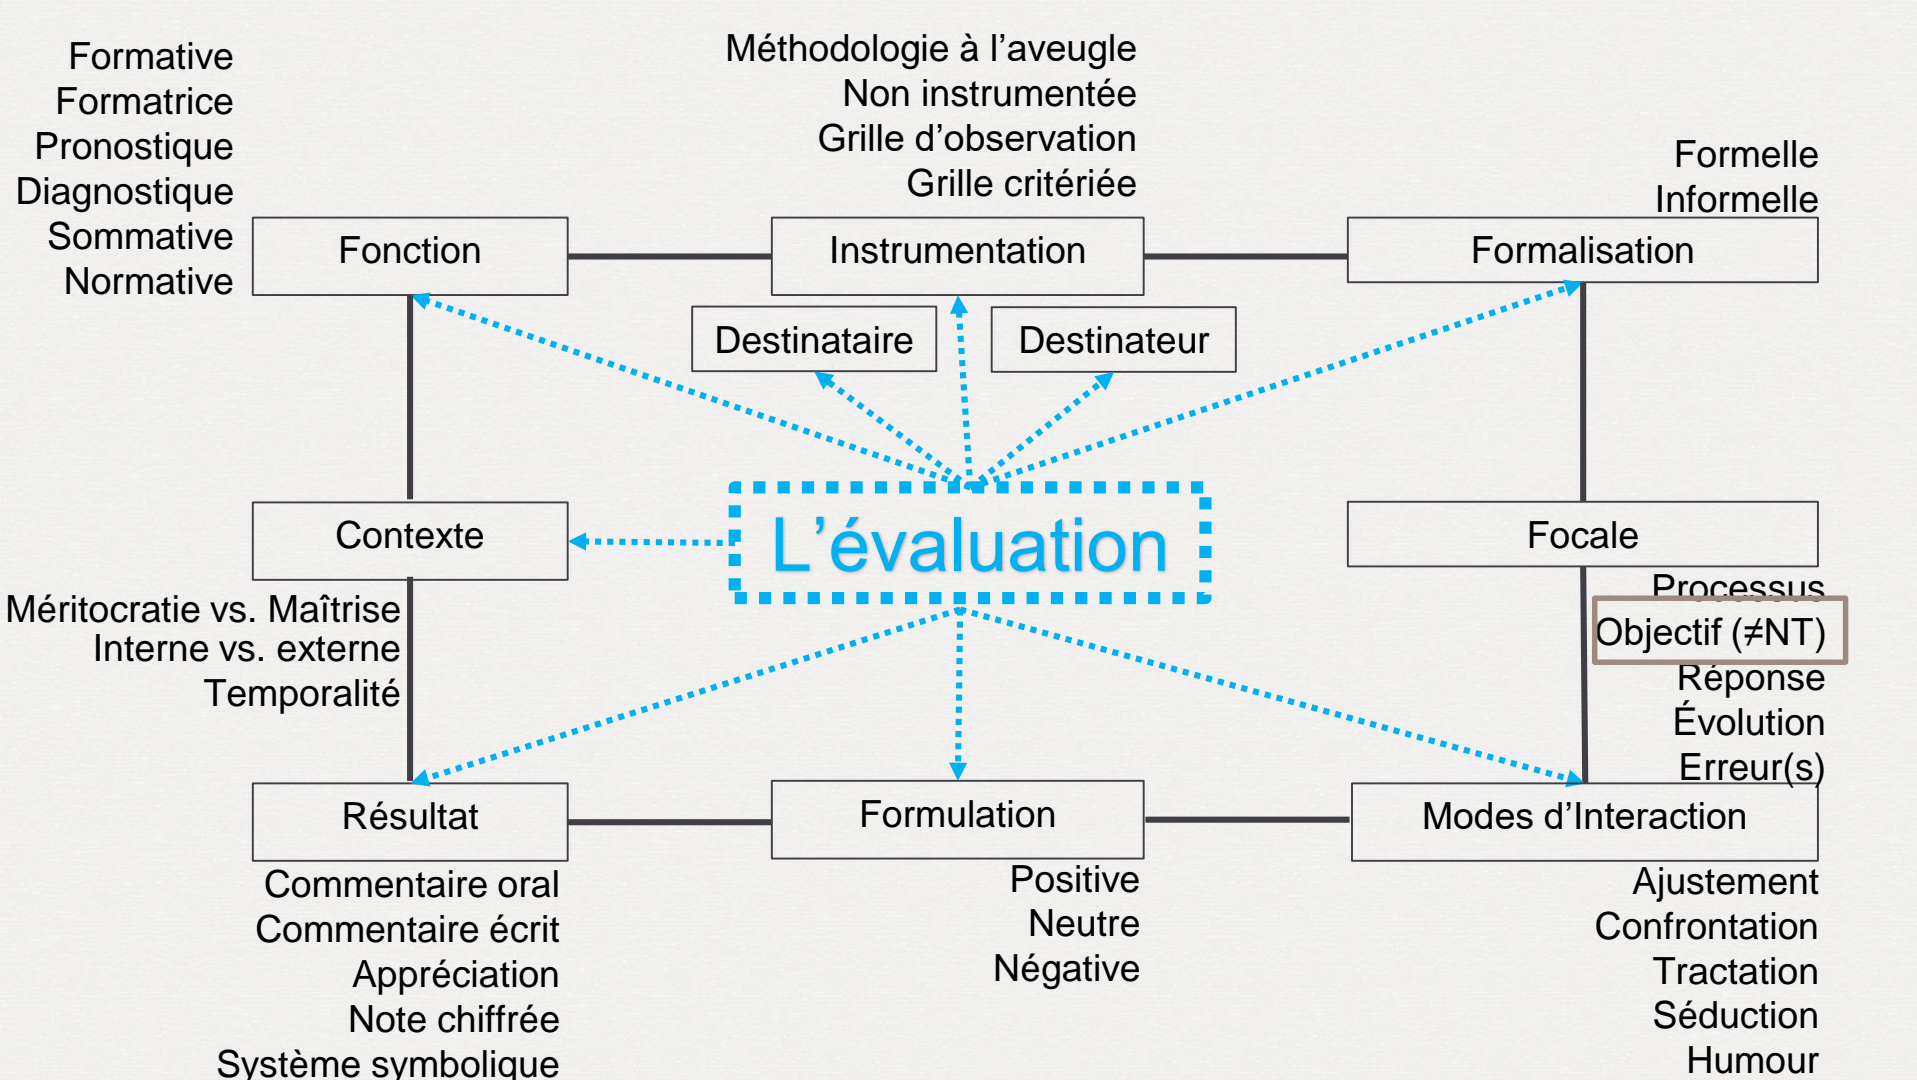 Formative
Formatrice
Pronostique
Diagnostique
Sommative
Normative
Méthodologie à l’aveugle
Non instrumentée
Grille d’observation
Grille critériée
Formelle
Informelle
Fonction
Instrumentation
Formalisation
Destinataire
Destinateur
Contexte
L’évaluation
Focale
Méritocratie vs. Maîtrise
Interne vs. externe
Temporalité
Processus
Objectif (≠NT)
Réponse
Évolution
Erreur(s)
Résultat
Formulation
Modes d’Interaction
Commentaire oral
Commentaire écrit
Appréciation
Note chiffrée
Système symbolique
Positive
Neutre
Négative
Ajustement
Confrontation
Tractation
Séduction
Humour